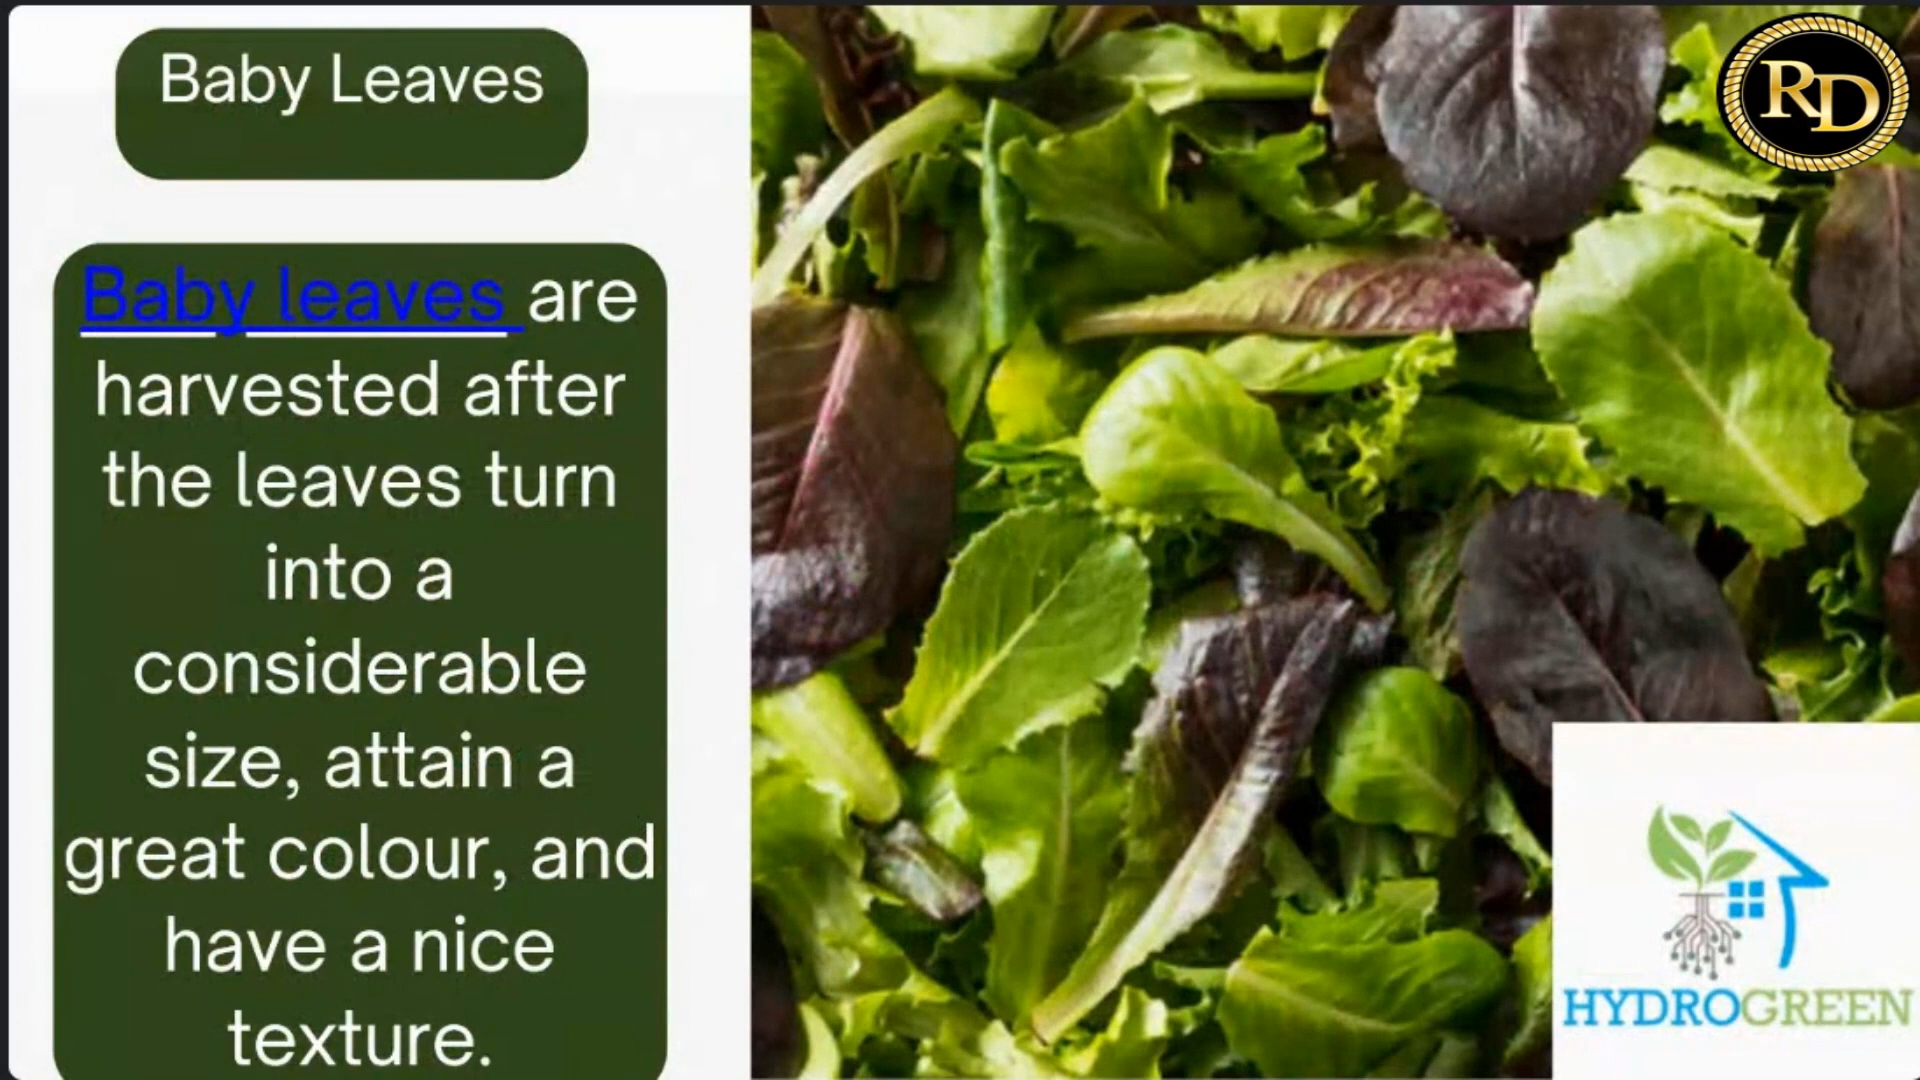 Baby Leaves
Baby leaves are
harvested after
the leaves turn
into a
considerable
size, attain a
great colour, and
have a nice
texture.
RD
HYDROGREEN